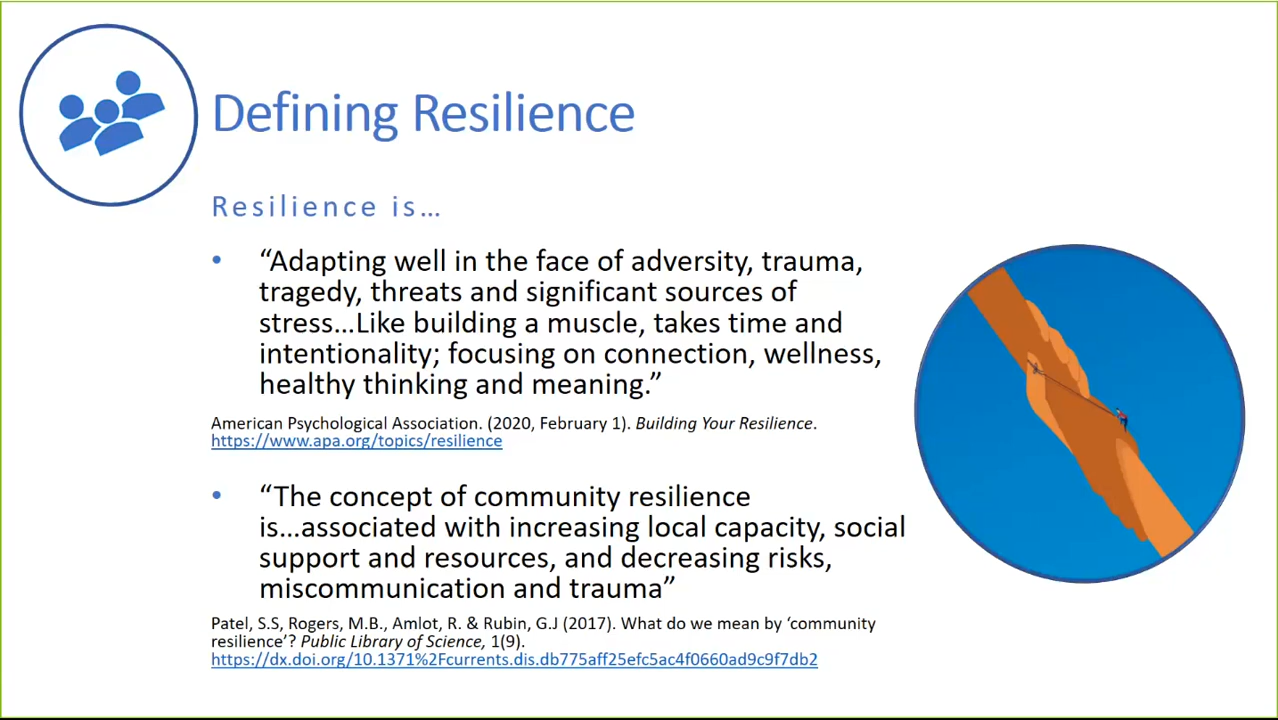 Defining Resilience
Resilience is…
• “Adapting well in the face of adversity, trauma,
tragedy, threats and significant sources of
stress…Like building a muscle, takes time and
intentionality; focusing on connection, wellness,
healthy thinking and meaning.”
American Psychological Association. (2020, February 1). Building Your Resilience.
https://www.apa.org/topics/resilience
• “The concept of community resilience
is…associated with increasing local capacity, social
support and resources, and decreasing risks,
miscommunication and trauma”
Patel, S.S, Rogers, M.B., Amlot, R. & Rubin, G.J (2017). What do we mean by ‘community
resilience’? Public Library of Science, 1(9).
https://dx.doi.org/10.1371%2Fcurrents.dis.db775aff25efc5ac4f0660ad9c9f7db2